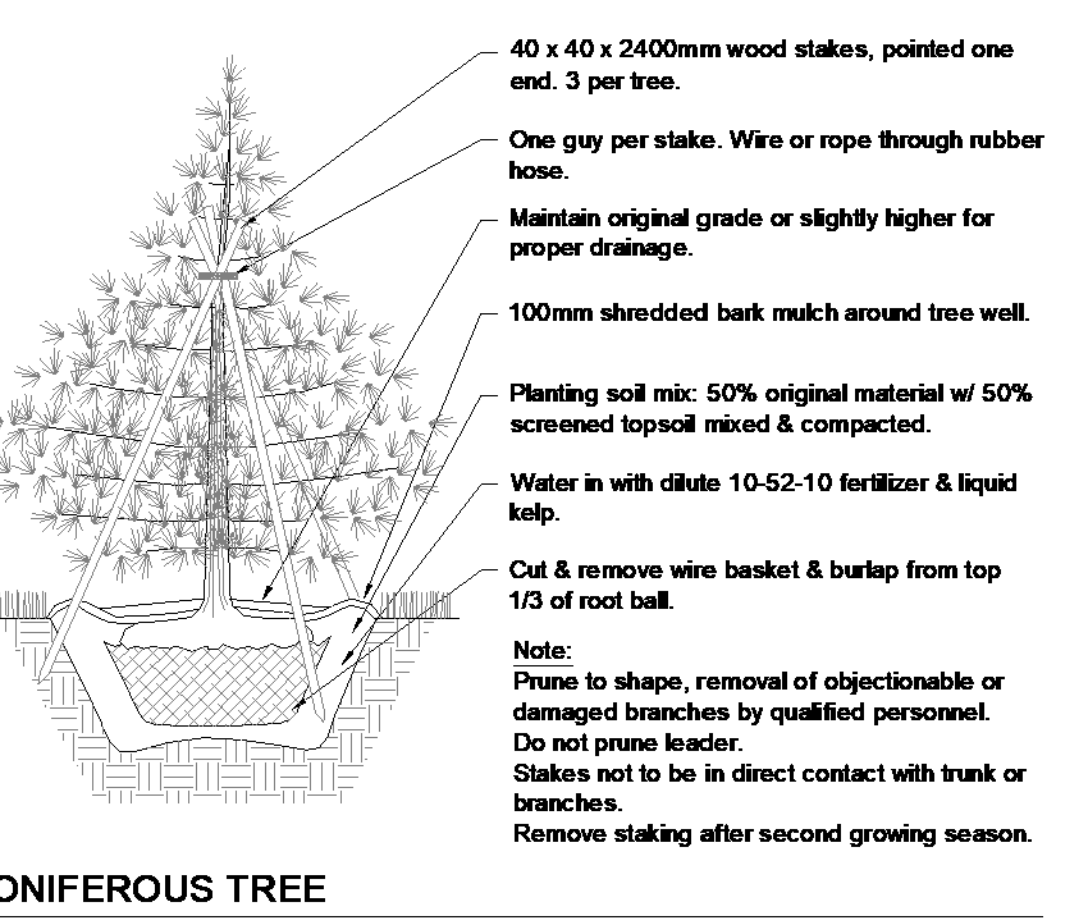 40 x 40 x 2400mm wood stakes, pointed one
end. 3 per tree.
One guy per stake. Wire or rope through rubber
hose.
Maintain original grade or slightly higher for
proper drainage.
100mm shredded bark mulch around tree well.
Planting soil mix: 50% original material w/ 50%
screened topsoil mixed & compacted.
Water in with dilute 10-52-10 fertilizer & liquid
kelp.
Cut & remove wire basket & burlap from top
1/3 of root ball.
Note:
Prune to shape, removal of objectionable or
damaged branches by qualified personnel.
Do not prune leader.
Stakes not to be in direct contact with trunk or
branches.
Remove staking after second growing season.
ONIFEROUS TREE